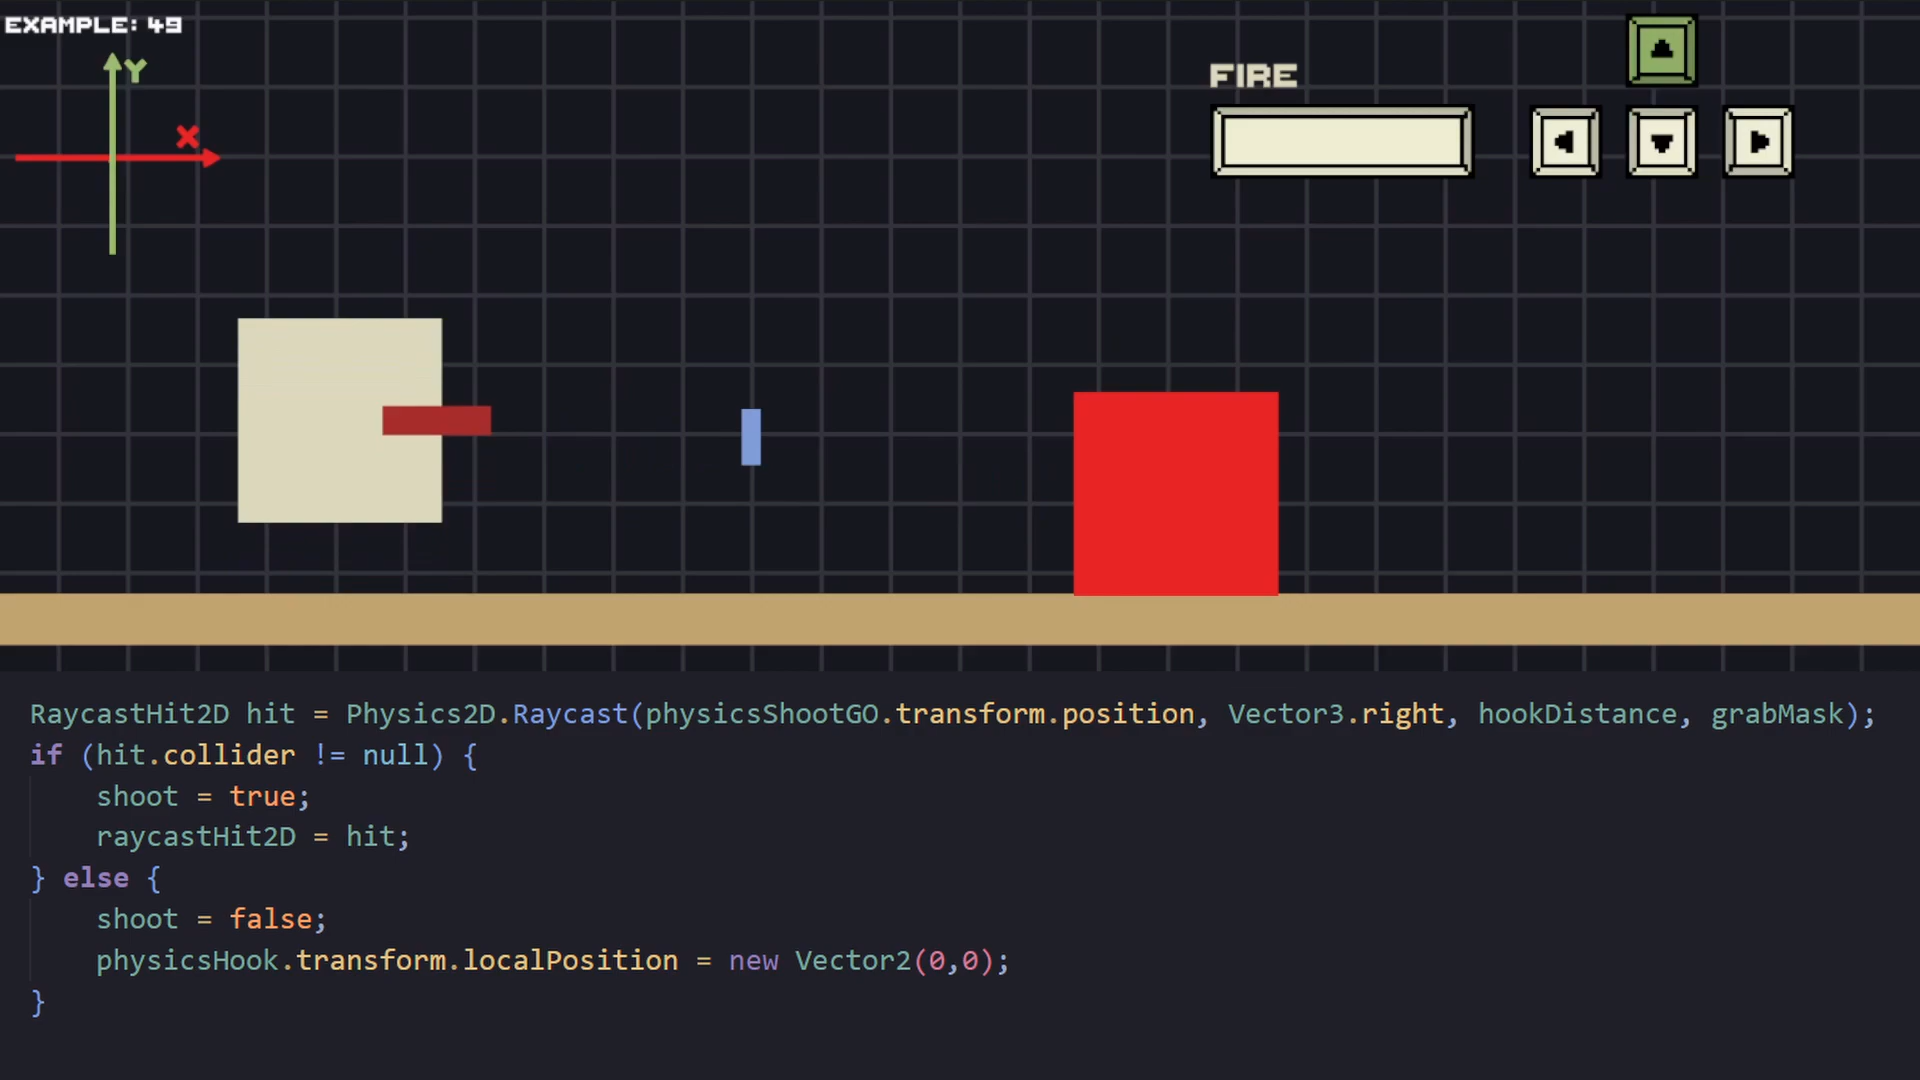 EXAMPLE: 49
Y
X
FIRE
RaycastHit2D hit = Physics2D.Raycast(physicsShootGO.transform.position, Vector3.right, hookDistance, grabMask);
if (hit.collider != null) {
    shoot = true;
    raycastHit2D = hit;
} else {
    shoot = false;
    physicsHook.transform.localPosition = new Vector2(0,0);
}